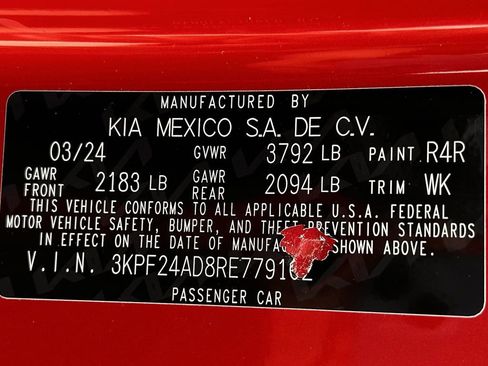 MANUFACTURED BY
KIA MEXICO S.A. DE C.V.
03/24 GVWR 3792 LB PAINT R4R
GAWR FRONT 2183 LB GAWR REAR 2094 LB TRIM WK
THIS VEHICLE CONFORMS TO ALL APPLICABLE U.S.A. FEDERAL
MOTOR VEHICLE SAFETY, BUMPER, AND THEFT PREVENTION STANDARDS
IN EFFECT ON THE DATE OF SHOWN ABOVE.
V.I.N.
PASSENGER CAR